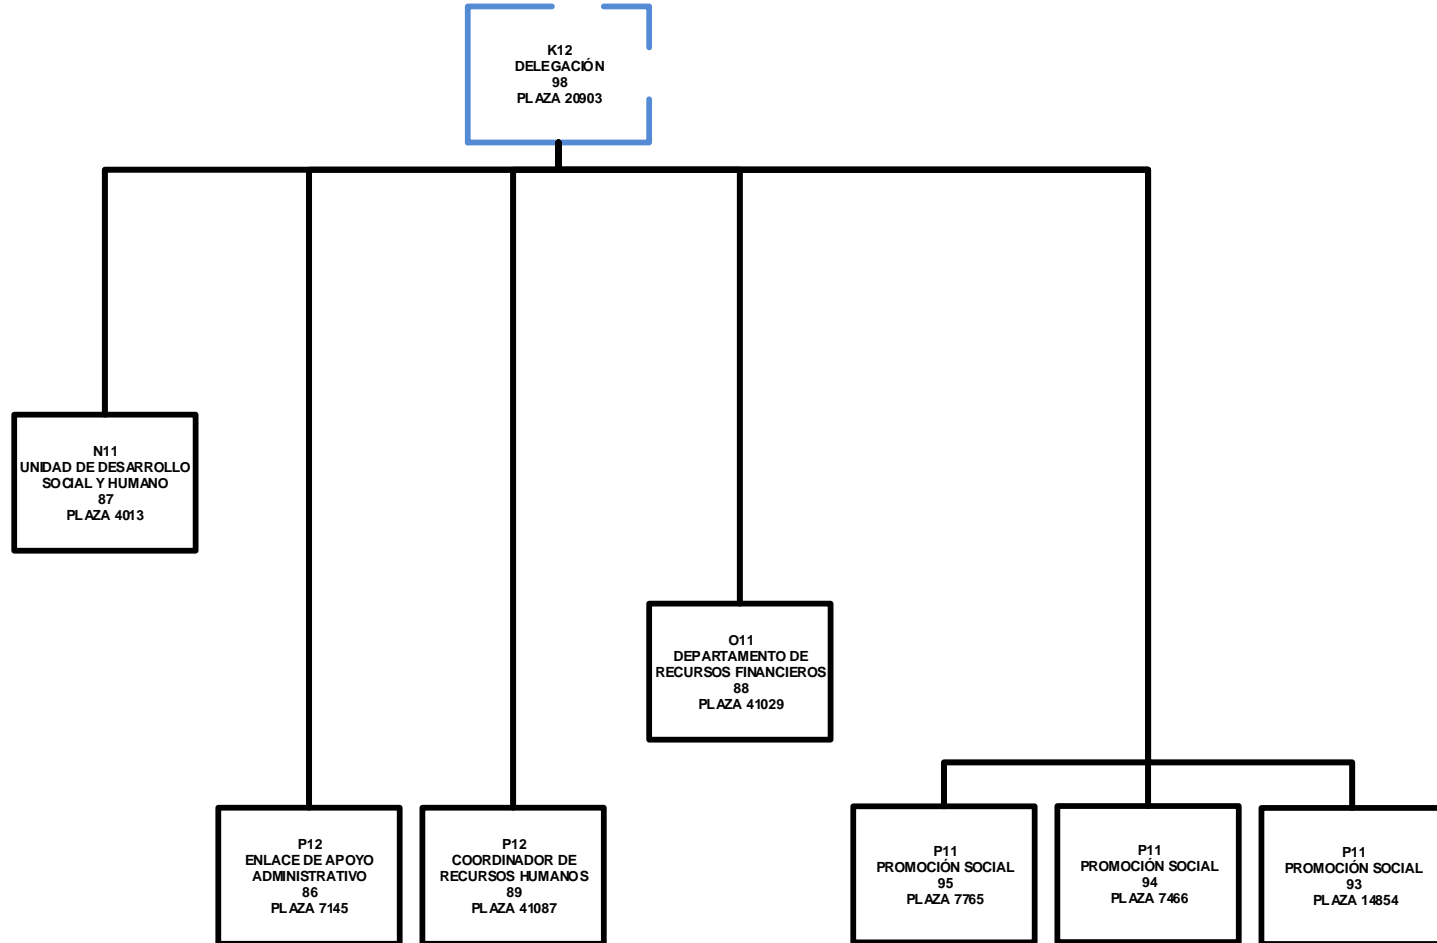 K12
DELEGACIÓN
98
PLAZA 20903
N11
UNIDAD DE DESARROLLO
SOCIAL Y HUMANO
87
PLAZA 4013
O11
DEPARTAMENTO DE
RECURSOS FINANCIEROS
88
PLAZA 41029
P12
ENLACE DE APOYO
ADMINISTRATIVO
86
PLAZA 7145
P12
COORDINADOR DE
RECURSOS HUMANOS
89
PLAZA 41087
P11
PROMOCIÓN SOCIAL
95
PLAZA 7765
P11
PROMOCIÓN SOCIAL
94
PLAZA 7466
P11
PROMOCIÓN SOCIAL
93
PLAZA 14854